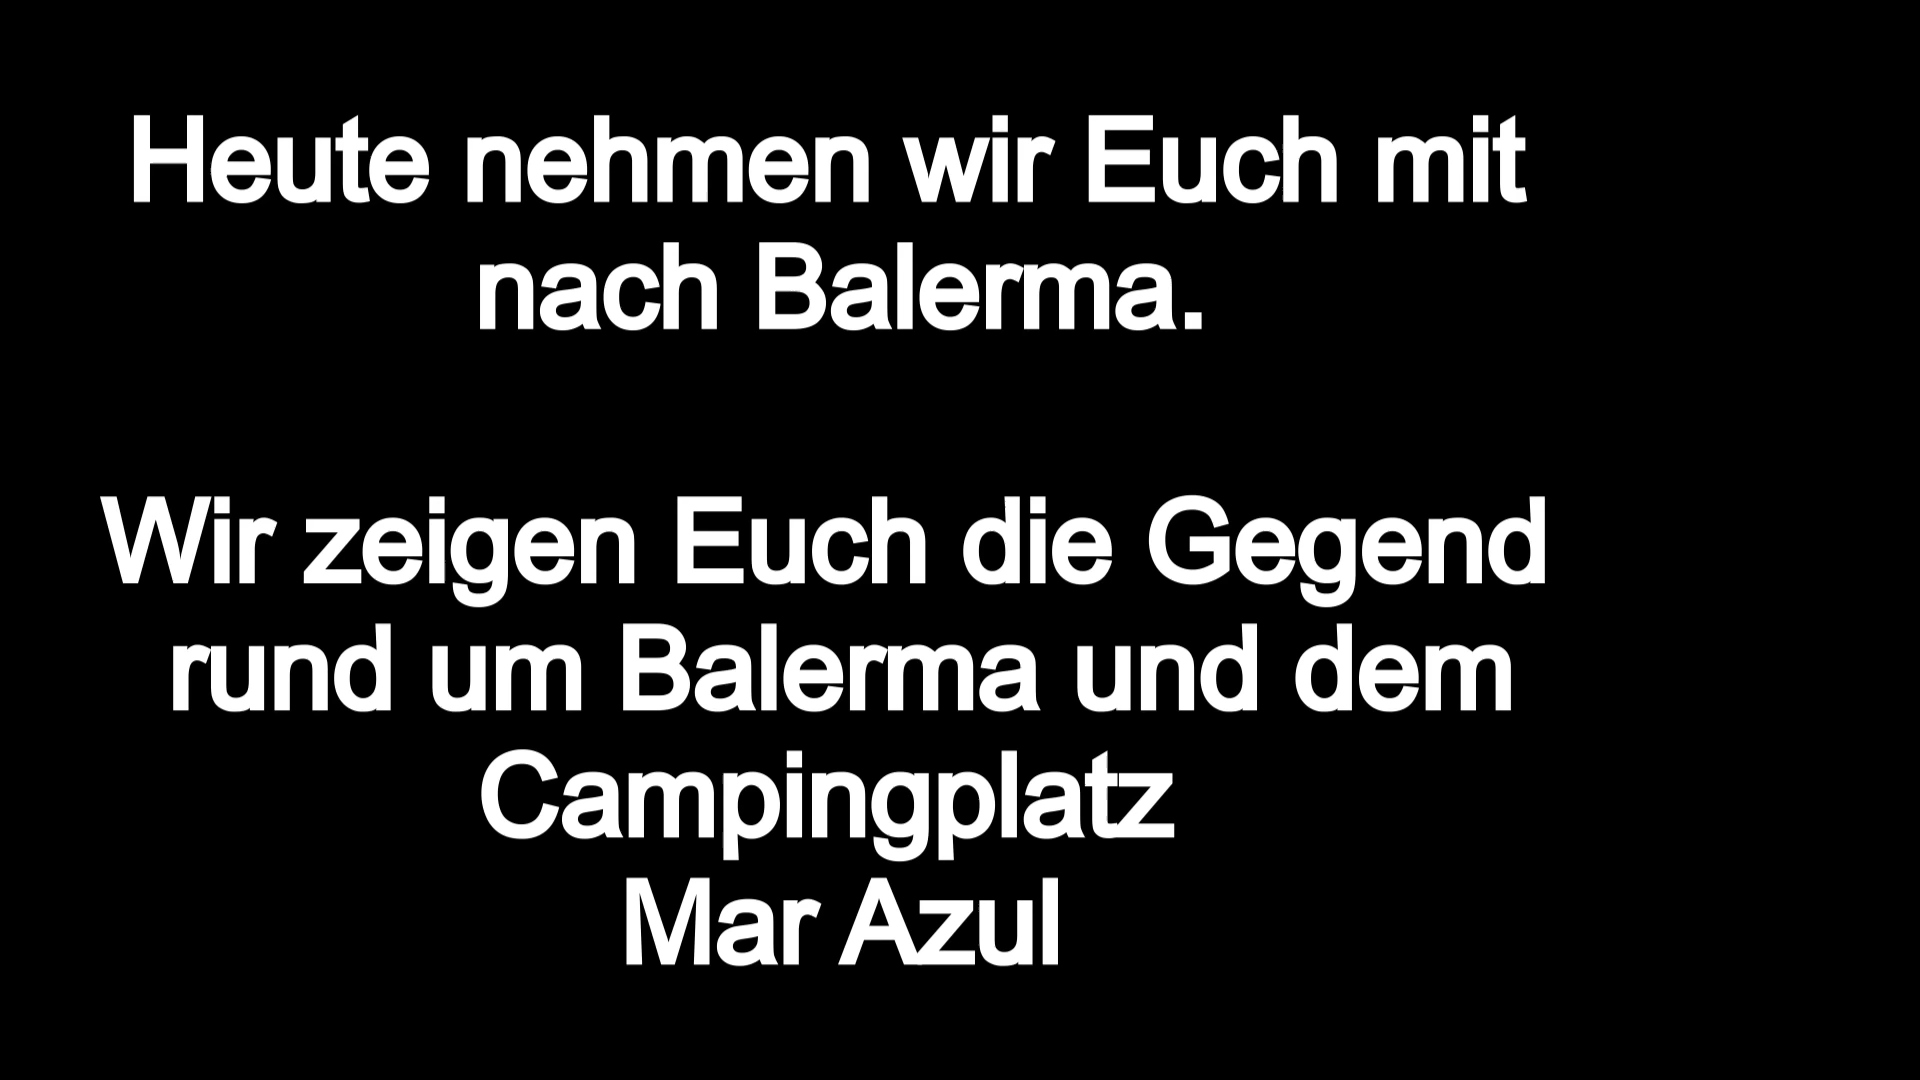 Heute nehmen wir Euch mit
nach Balerma.
Wir zeigen Euch die Gegend
rund um Balerma und dem
Campingplatz
Mar Azul